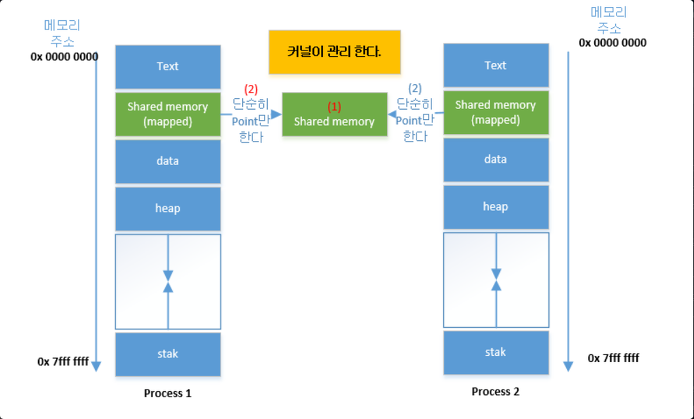 메모리
주소
0x 0000 0000
Text
Shared memory
(mapped)
data
heap
stak
0x 7fff ffff
Process 1
커널이 관리 한다.
(2)
단순히
Point만
한다
(1)
Shared memory
(2)
단순히
Point만
한다
메모리
주소
0x 0000 0000
Text
Shared memory
(mapped)
data
heap
stak
0x 7fff ffff
Process 2